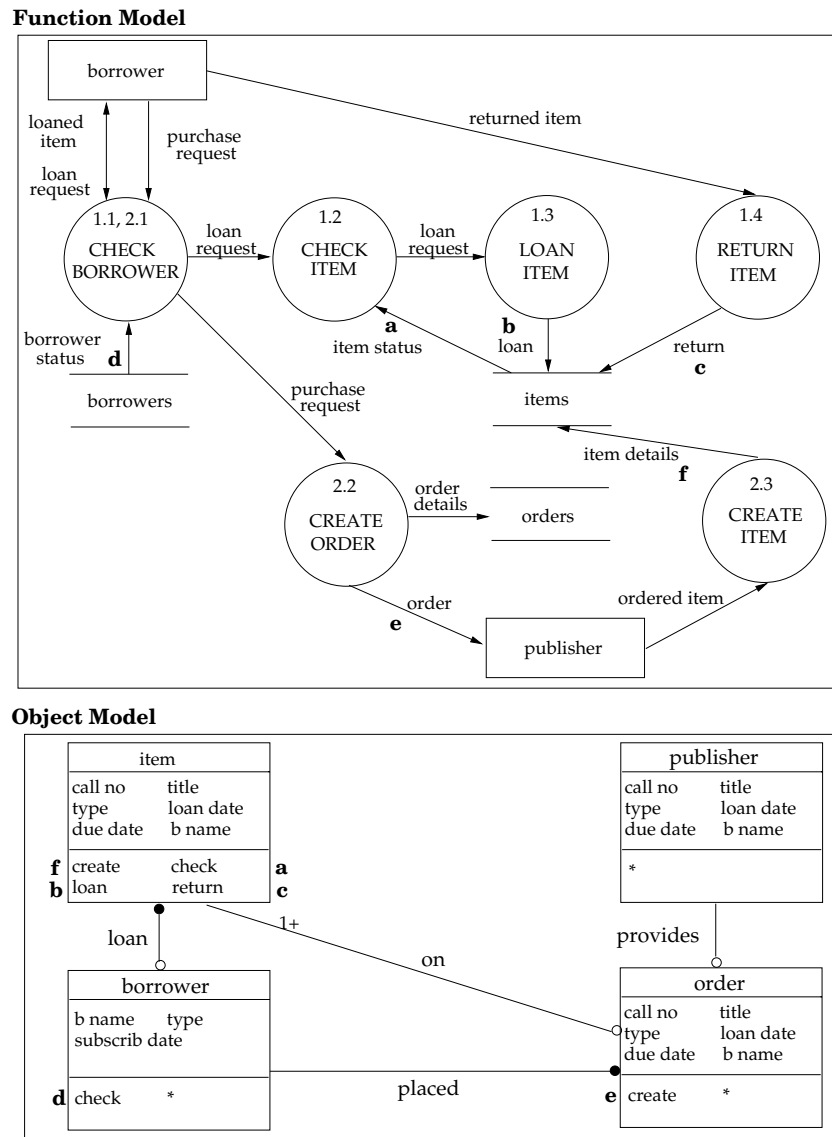 Function Model
borrower
loaned
item
purchase
request
returned item
loan
request
1.1, 2.1
CHECK
BORROWER
loan
request
1.2
CHECK
ITEM
loan
request
1.3
LOAN
ITEM
1.4
RETURN
ITEM
borrower
status
d
a
item status
b
loan
return
c
borrowers
purchase
request
items
item details
f
2.2
CREATE
ORDER
order
details
orders
2.3
CREATE
ITEM
order
e
ordered item
publisher
Object Model
item
call no title
type loan date
due date b name
f create check a
b loan return c
publisher
call no title
type loan date
due date b name
*
loan
1+
on
provides
borrower
b name type
subscrib date
d check *
placed
order
call no title
type loan date
due date b name
e create *